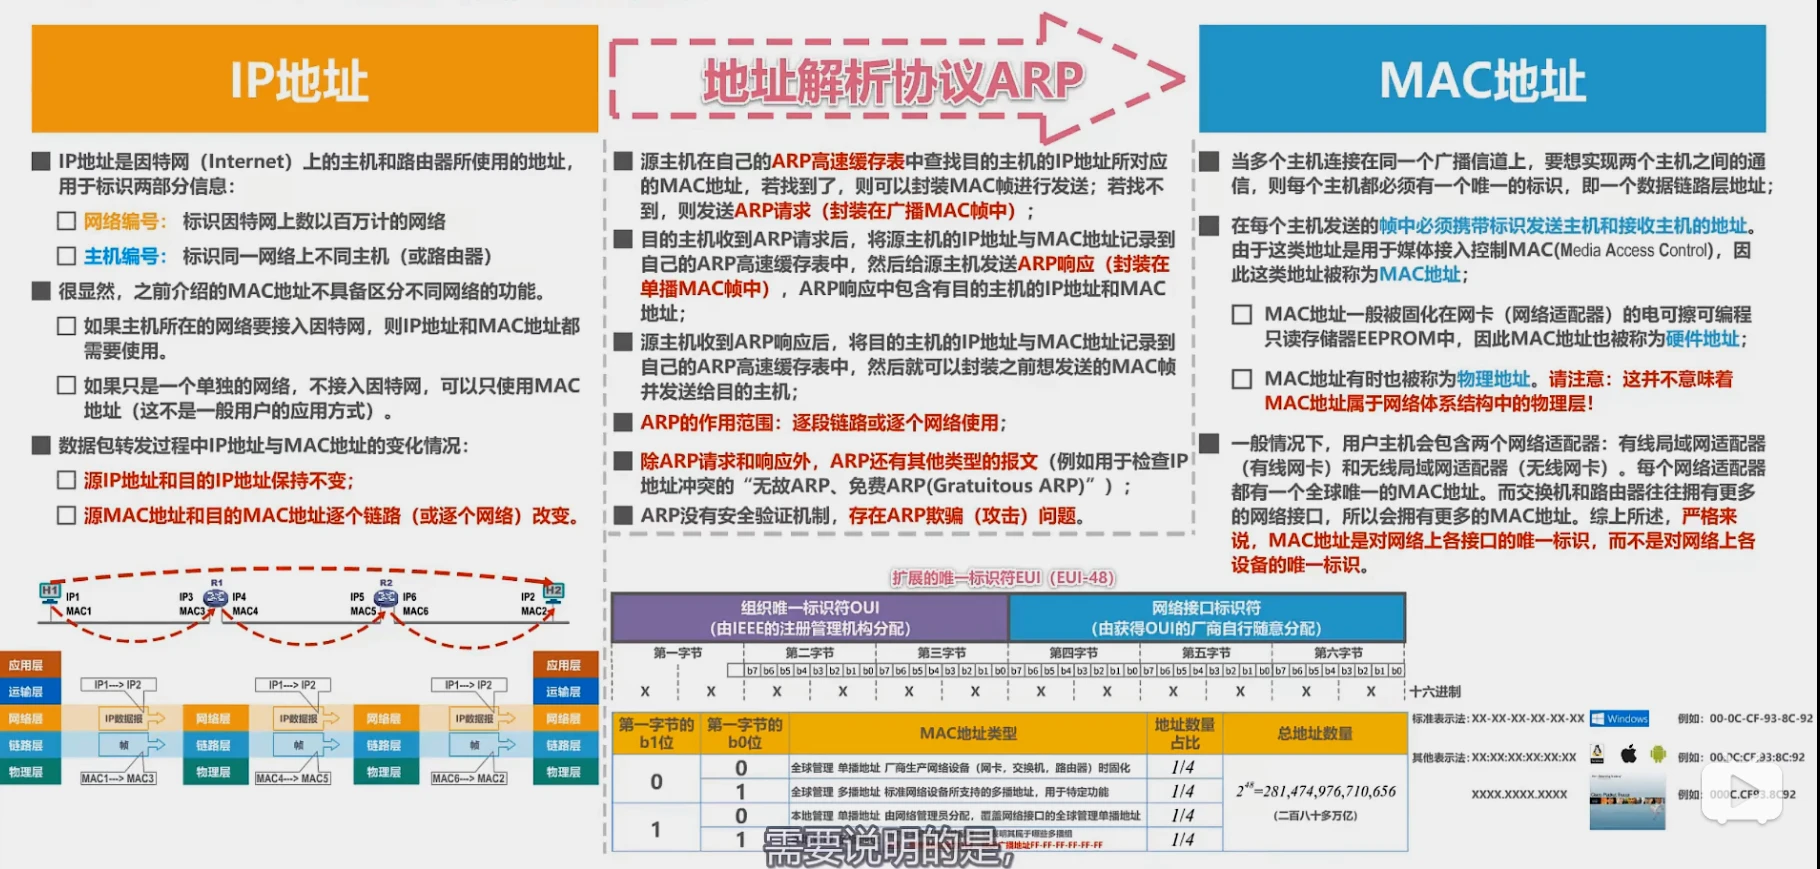 IP地址
IP地址是因特网（Internet）上的主机和路由器所使用的地址，
用于标识两部分信息：
网络编号： 标识因特网上数以百万计的网络
主机编号： 标识同一网络上不同主机（或路由器）
很显然，之前介绍的MAC地址不具备区分不同网络的功能。
如果主机所在的网络要接入因特网，则IP地址和MAC地址都
需要使用。
如果只是一个单独的网络，不接入因特网，可以只使用MAC
地址（这不是一般用户的应用方式）。
数据包转发过程中IP地址与MAC地址的变化情况：
源IP地址和目的IP地址保持不变；
源MAC地址和目的MAC地址逐个链路（或逐个网络）改变。
H1 R1 R2 H2
IP1 IP3 IP4 IP5 IP6 IP2
MAC1 MAC3 MAC4 MAC5 MAC6 MAC2
应用层 应用层
运输层 IP1---> IP2 IP1---> IP2 IP1---> IP2 运输层
网络层 IP数据报 网络层 IP数据报 网络层 IP数据报 网络层
链路层 帧 链路层 帧 链路层 帧 链路层
物理层 MAC1---> MAC3 物理层 MAC4---> MAC5 物理层 MAC6---> MAC2 物理层
地址解析协议ARP
源主机在自己的ARP高速缓存表中查找目的主机的IP地址所对应
的MAC地址，若找到了，则可以封装MAC帧进行发送；若找不
到，则发送ARP请求（封装在广播MAC帧中）；
目的主机收到ARP请求后，将源主机的IP地址与MAC地址记录到
自己的ARP高速缓存表中，然后给源主机发送ARP响应（封装在
单播MAC帧中），ARP响应中包含有目的主机的IP地址和MAC
地址；
源主机收到ARP响应后，将目的主机的IP地址与MAC地址记录到
自己的ARP高速缓存表中，然后就可以封装之前想发送的MAC帧
并发送给目的主机；
ARP的作用范围：逐段链路或逐个网络使用；
除ARP请求和响应外，ARP还有其他类型的报文（例如用于检查IP
地址冲突的“无故ARP、免费ARP(Gratuitous ARP)”）；
ARP没有安全验证机制，存在ARP欺骗（攻击）问题。
MAC地址
当多个主机连接在同一个广播信道上，要想实现两个主机之间的通
信，则每个主机都必须有一个唯一的标识，即一个数据链路层地址；
在每个主机发送的帧中必须携带标识发送主机和接收主机的地址。
由于这类地址是用于媒体接入控制MAC(Media Access Control)，因
此这类地址被称为MAC地址；
MAC地址一般被固化在网卡（网络适配器）的电可擦可编程
只读存储器EEPROM中，因此MAC地址也被称为硬件地址；
MAC地址有时也被称为物理地址。请注意：这并不意味着
MAC地址属于网络体系结构中的物理层！
一般情况下，用户主机会包含两个网络适配器：有线局域网适配器
（有线网卡）和无线局域网适配器（无线网卡）。每个网络适配器
都有一个全球唯一的MAC地址。而交换机和路由器往往拥有更多
的网络接口，所以会拥有更多的MAC地址。综上所述，严格来
说，MAC地址是对网络上各接口的唯一标识，而不是对网络上各
设备的唯一标识。
扩展的唯一标识符EUI（EUI-48）
组织唯一标识符OUI 网络接口标识符
（由IEEE的注册管理机构分配） （由获得OUI的厂商自行随意分配）
第一字节 第二字节 第三字节 第四字节 第五字节 第六字节
b7 b6 b5 b4 b3 b2 b1 b0 b7 b6 b5 b4 b3 b2 b1 b0 b7 b6 b5 b4 b3 b2 b1 b0 b7 b6 b5 b4 b3 b2 b1 b0 b7 b6 b5 b4 b3 b2 b1 b0
X X X X X X X X X X X X 十六进制
第一字节的b1位 第一字节的b0位 MAC地址类型 地址数量占比 总地址数量
0 0 全球管理 单播地址 厂商生产网络设备（网卡，交换机，路由器）时固化 1/4
1 全球管理 多播地址 标准网络设备所支持的多播地址，用于特定功能 1/4
2^48=281,474,976,710,656
（二百八十多万亿）
1 0 本地管理 单播地址 由网络管理员分配，覆盖网络接口的全球管理单播地址 1/4
1 明其属于哪些多播组 1/4
广播地址FF-FF-FF-FF-FF-FF
标准表示法：XX-XX-XX-XX-XX-XX Windows 例如：00-0C-CF-93-8C-92
其他表示法：XX:XX:XX:XX:XX:XX 例如：00:0C:CF:93:8C:92
XXXX.XXXX.XXXX 例如：000C.CF93.8C92
需要说明的是，